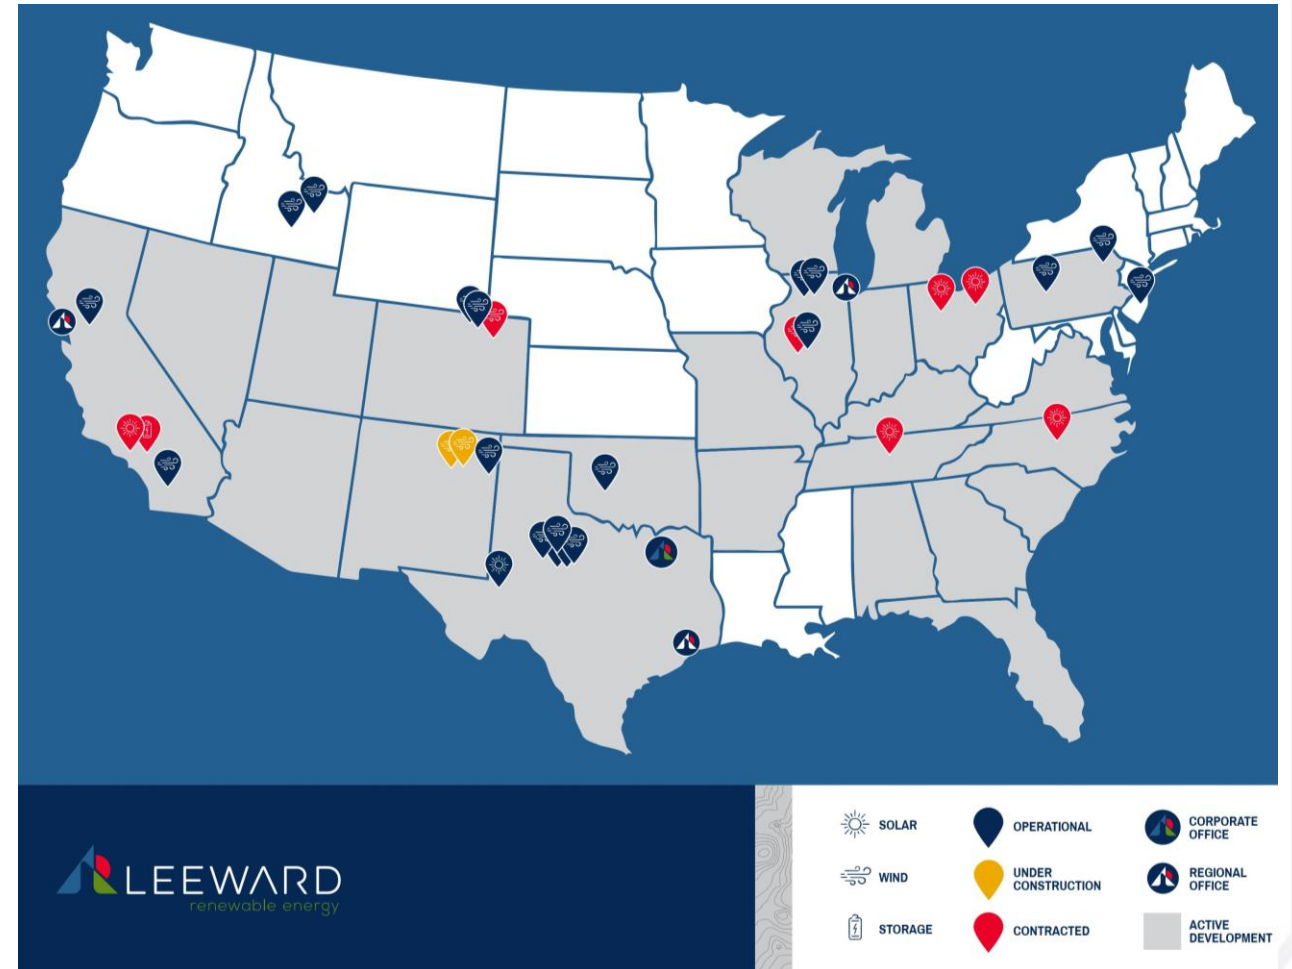 LEEWARD
renewable energy
SOLAR
WIND
STORAGE
OPERATIONAL
UNDER
CONSTRUCTION
CONTRACTED
CORPORATE
OFFICE
REGIONAL
OFFICE
ACTIVE
DEVELOPMENT